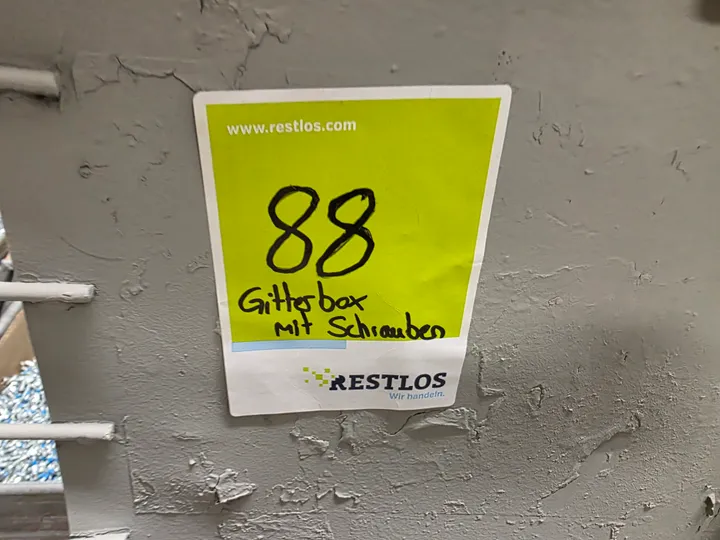 www.restlos.com
88
Gitterbox
mit Schrauben
RESTLOS
Wir handeln.